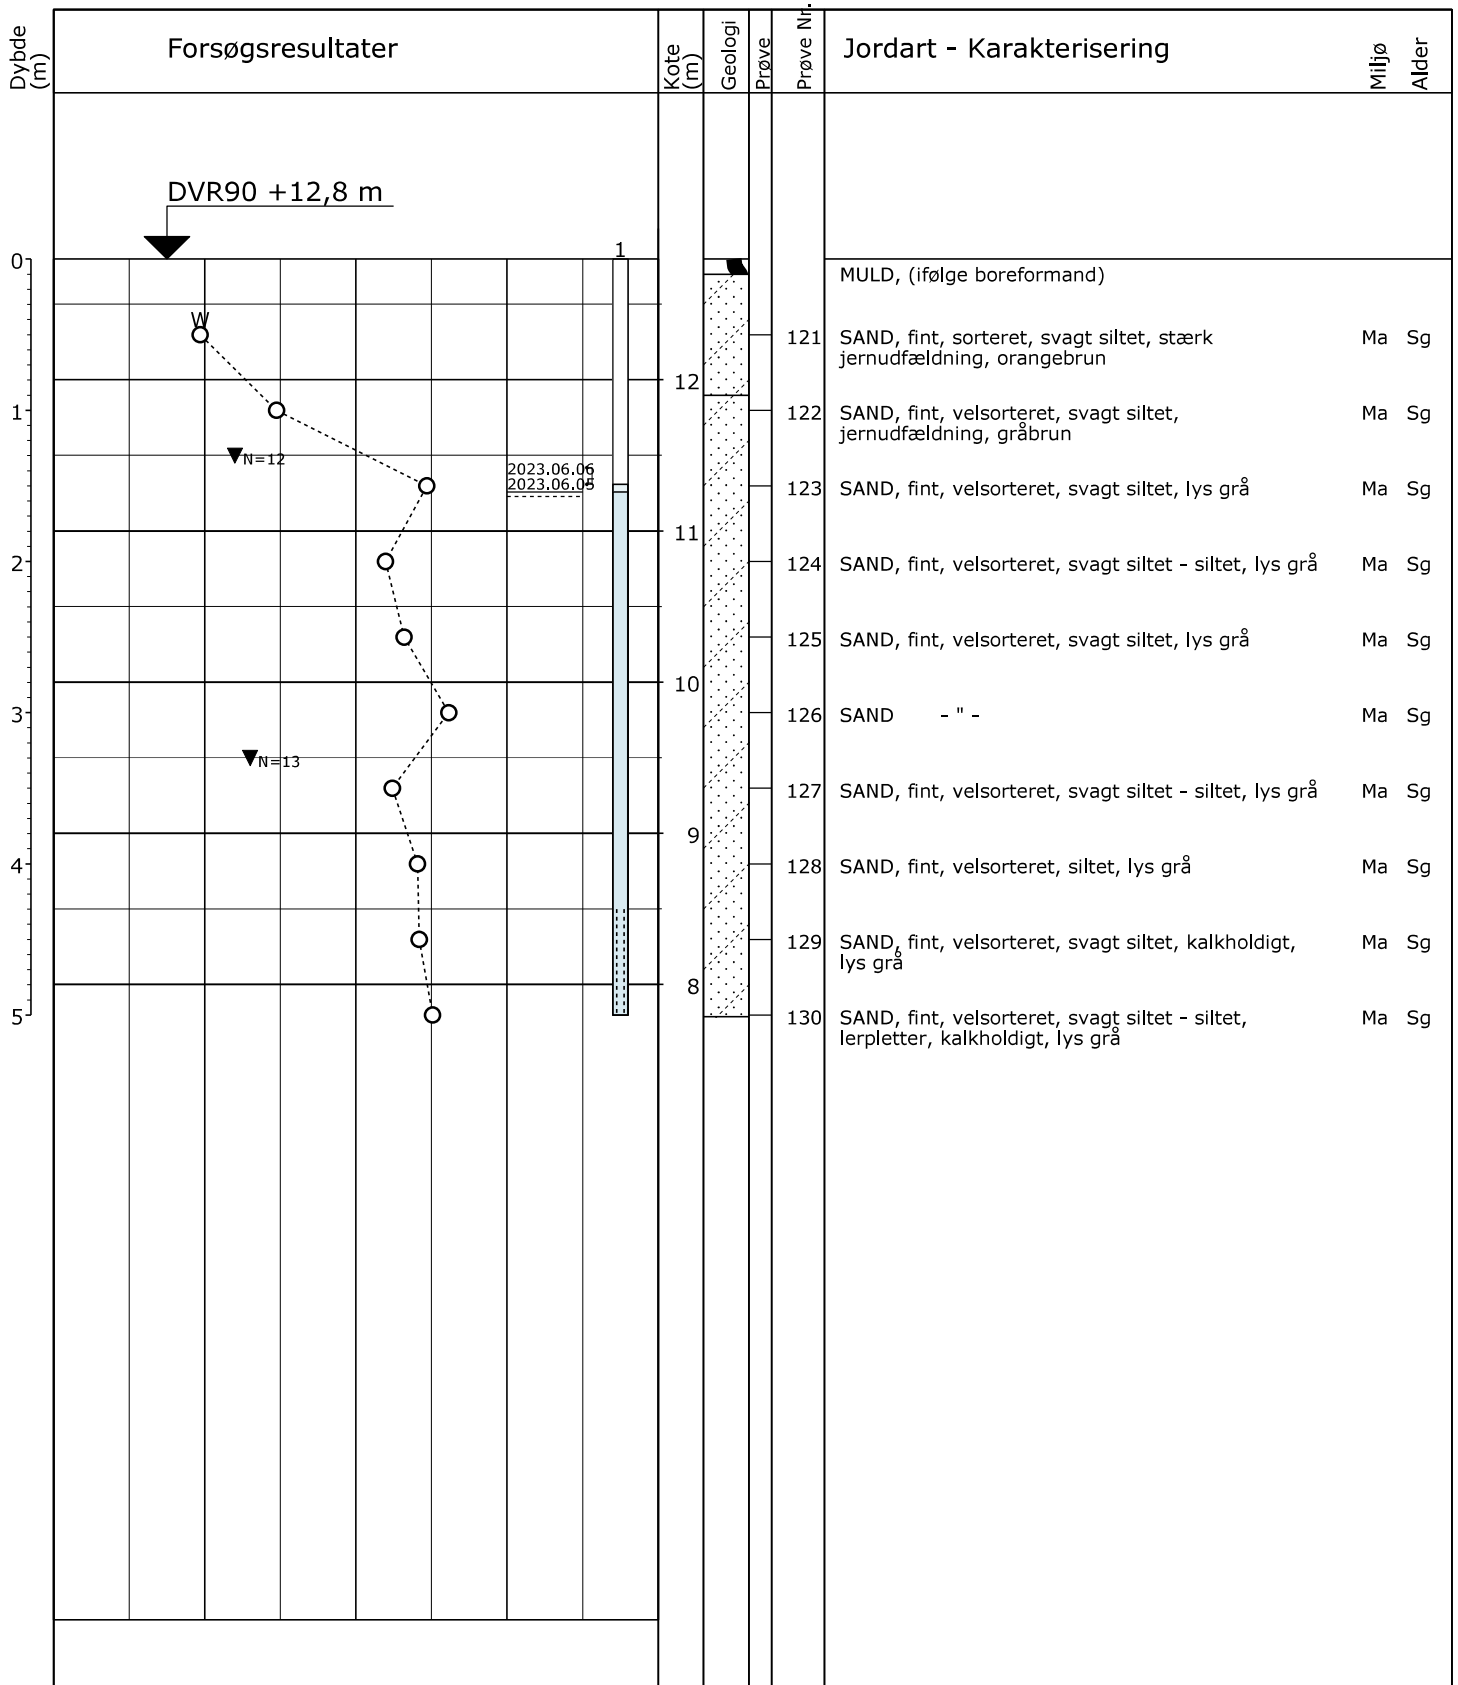 Dybde
(m)
Forsøgsresultater
Kote
(m)
Geologi
Prøve
Prøve Nr.
Jordart - Karakterisering
Miljø
Alder
DVR90 +12,8 m
1
0
MULD, (ifølge boreformand)
W
121 SAND, fint, sorteret, svagt siltet, stærk Ma Sg
jernudfældning, orangebrun
12
1
122 SAND, fint, velsorteret, svagt siltet, Ma Sg
jernudfældning, gråbrun
N=12
2023.06.06
2023.06.05
123 SAND, fint, velsorteret, svagt siltet, lys grå Ma Sg
11
2
124 SAND, fint, velsorteret, svagt siltet - siltet, lys grå Ma Sg
125 SAND, fint, velsorteret, svagt siltet, lys grå Ma Sg
10
3
126 SAND - " - Ma Sg
N=13
127 SAND, fint, velsorteret, svagt siltet - siltet, lys grå Ma Sg
9
4
128 SAND, fint, velsorteret, siltet, lys grå Ma Sg
129 SAND, fint, velsorteret, svagt siltet, kalkholdigt, Ma Sg
lys grå
8
5
130 SAND, fint, velsorteret, svagt siltet - siltet, Ma Sg
lerpletter, kalkholdigt, lys grå